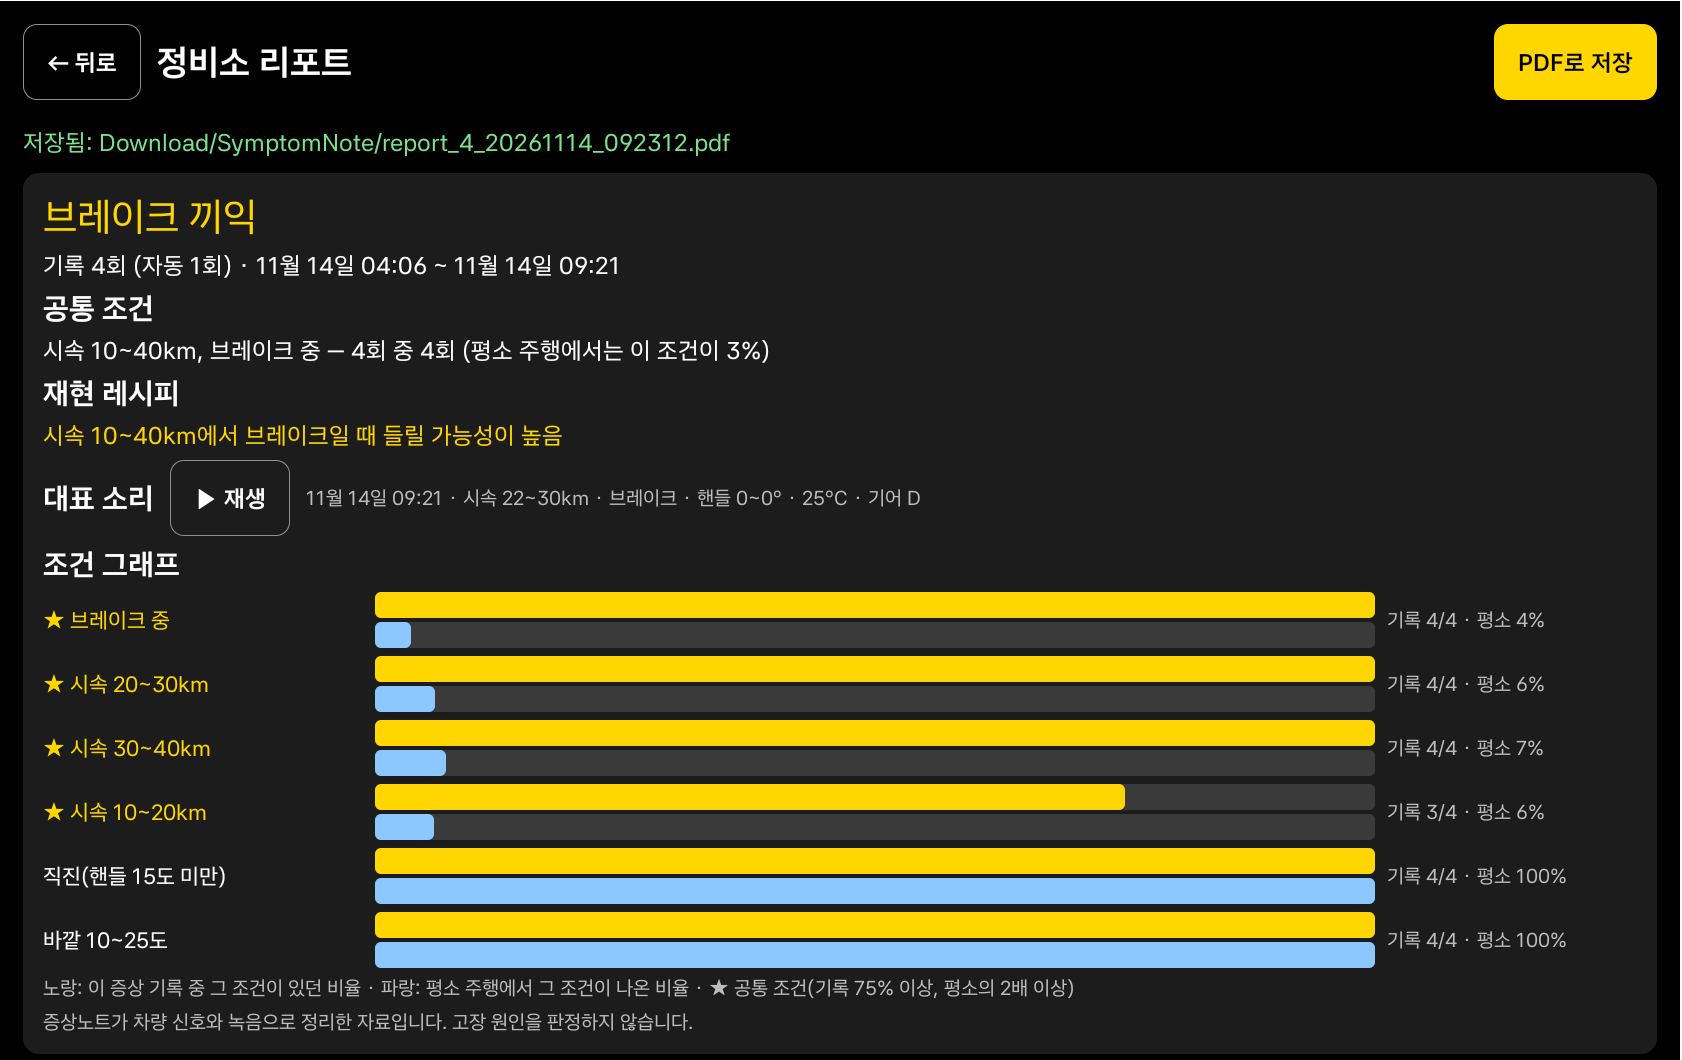 ← 뒤로
정비소 리포트
PDF로 저장
저장됨: Download/SymptomNote/report_4_20261114_092312.pdf
브레이크 끼익
기록 4회 (자동 1회) · 11월 14일 04:06 ~ 11월 14일 09:21
공통 조건
시속 10~40km, 브레이크 중 — 4회 중 4회 (평소 주행에서는 이 조건이 3%)
재현 레시피
시속 10~40km에서 브레이크일 때 들릴 가능성이 높음
대표 소리 ▶ 재생 11월 14일 09:21 · 시속 22~30km · 브레이크 · 핸들 0~0° · 25°C · 기어 D
조건 그래프
★ 브레이크 중 기록 4/4 · 평소 4%
★ 시속 20~30km 기록 4/4 · 평소 6%
★ 시속 30~40km 기록 4/4 · 평소 7%
★ 시속 10~20km 기록 3/4 · 평소 6%
직진(핸들 15도 미만) 기록 4/4 · 평소 100%
바깥 10~25도 기록 4/4 · 평소 100%
노랑: 이 증상 기록 중 그 조건이 있던 비율 · 파랑: 평소 주행에서 그 조건이 나온 비율 · ★ 공통 조건(기록 75% 이상, 평소의 2배 이상)
증상노트가 차량 신호와 녹음으로 정리한 자료입니다. 고장 원인을 판정하지 않습니다.